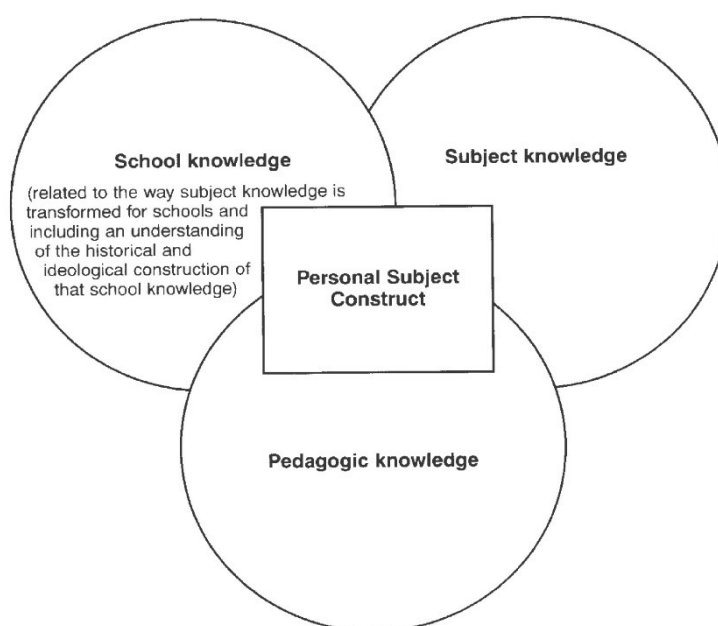 School knowledge
(related to the way subject knowledge is
transformed for schools and
including an understanding
of the historical and
ideological construction of
that school knowledge)
Subject knowledge
Personal Subject
Construct
Pedagogic knowledge